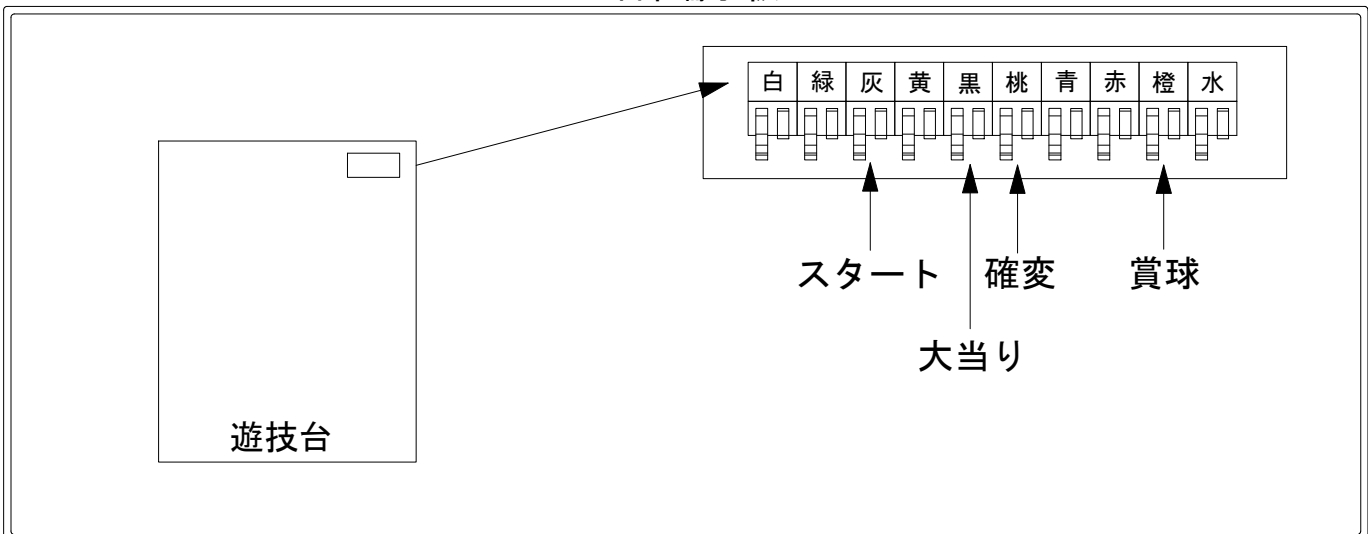 白 緑 灰 黄 黒 桃 青 赤 橙 水
スタート 確変 賞球
大当り
遊技台